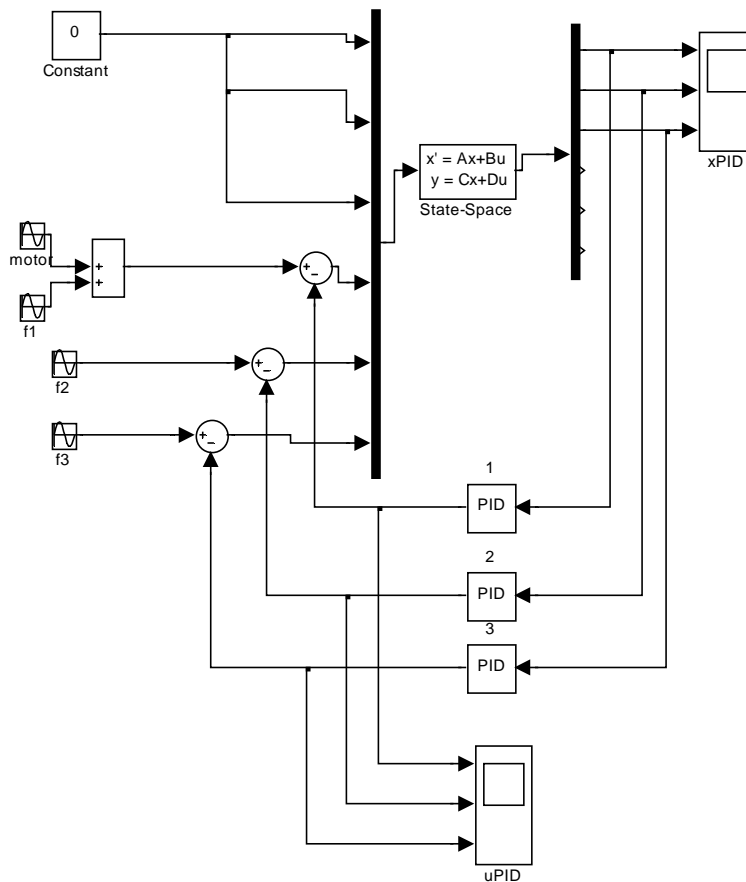 0
Constant
x' = Ax+Bu
y = Cx+Du
State-Space
xPID
motor
+
+
f1
+
−
f2
+
−
f3
+
−
1
PID
2
PID
3
PID
uPID